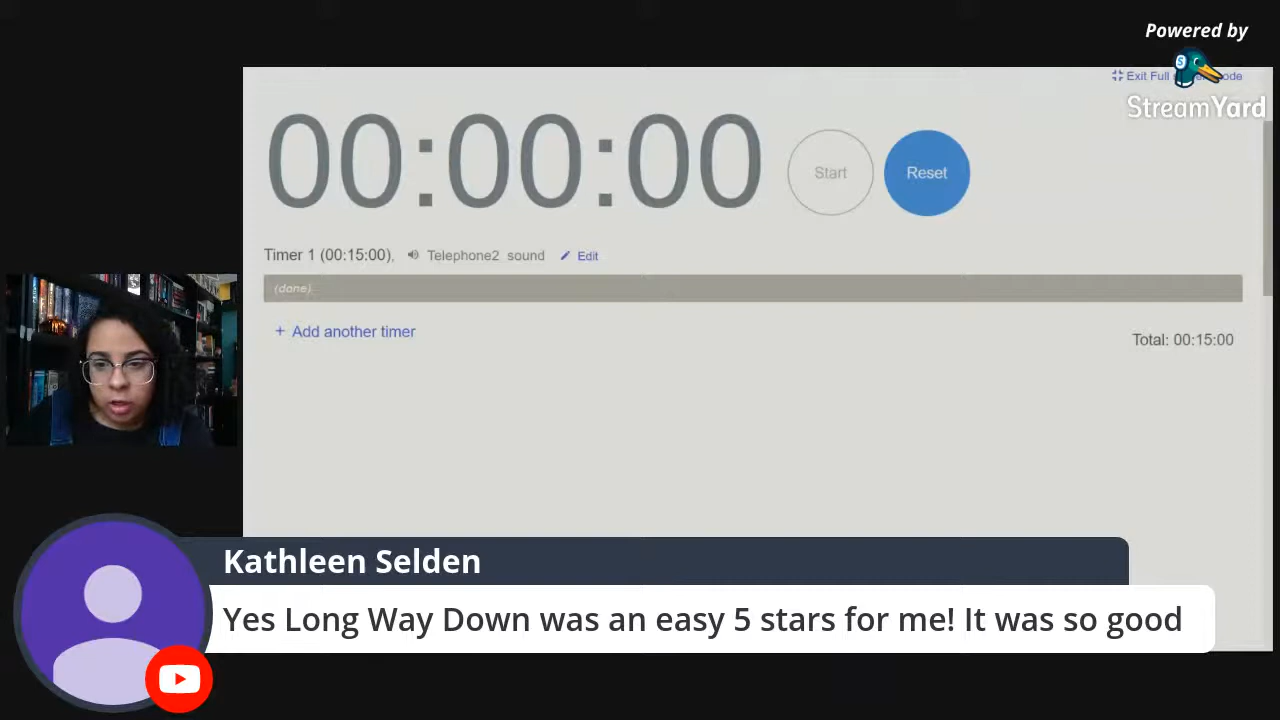 Powered by
Exit Full
ode
StreamYard
00:00:00
Start
Reset
Timer 1 (00:15:00),
Telephone2 sound
Edit
(done)
+ Add another timer
Total: 00:15:00
Kathleen Selden
Yes Long Way Down was an easy 5 stars for me! It was so good